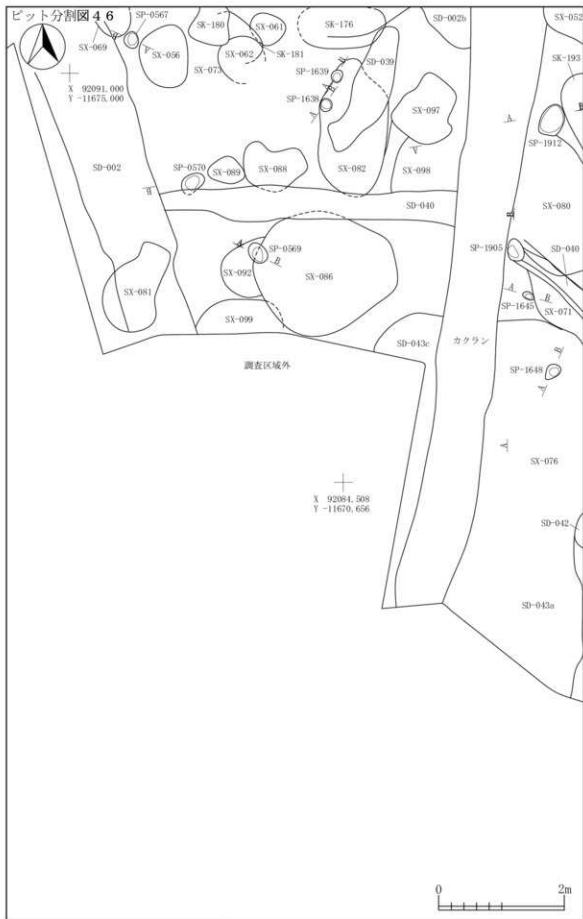 ピット分割図46
SP-0567
SK-180
SX-061
SK-176
SD-002b
SX-052
SX-069
SX-056
SX-062
SK-181
SD-039
SK-193
SX-073
SP-1639
X 92091,000
Y -11675,000
SP-1638
SX-097
A
B
SP-1912
SD-002
SP-0570
SX-089
SX-088
SX-082
SX-098
SX-080
SD-040
SP-0569
SP-1905
SD-040
SX-092
SX-086
SX-081
SP-1645
SX-071
SX-099
SD-043c
カクラン
調査区域外
SP-1648
B
A
SX-076
X 92084,508
Y -11670,656
SD-042
SD-043a
0
2m